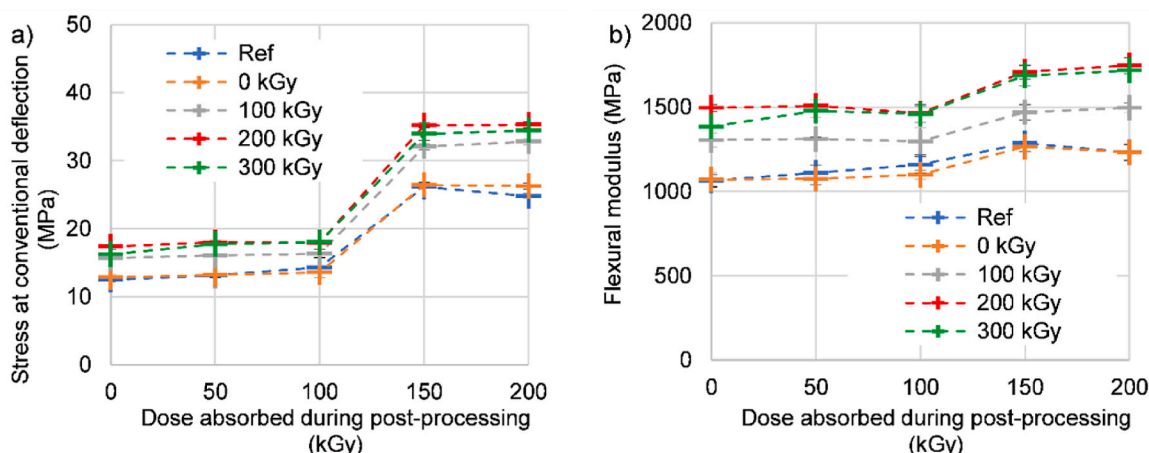 a)
Stress at conventional deflection
(MPa)
50
40
30
20
10
0
Ref
0 kGy
100 kGy
200 kGy
300 kGy
0 50 100 150 200
Dose absorbed during post-processing
(kGy)
b)
Flexural modulus (MPa)
2000
1500
1000
500
0
Ref
0 kGy
100 kGy
200 kGy
300 kGy
0 50 100 150 200
Dose absorbed during post-processing
(kGy)